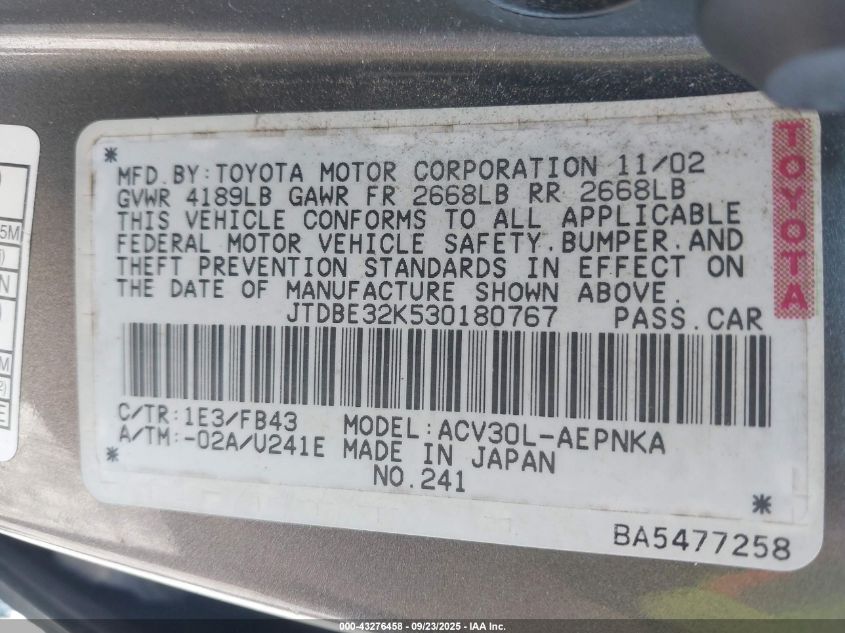 MFD.BY:TOYOTA MOTOR CORPORATION 11/02
GVWR 4189LB GAWR FR 2668LB RR 2668LB
THIS VEHICLE CONFORMS TO ALL APPLICABLE
FEDERAL MOTOR VEHICLE SAFETY.BUMPER.AND
THEFT PREVENTION STANDARDS IN EFFECT ON
THE DATE OF MANUFACTURE SHOWN ABOVE.
JTDBE32K530180767 PASS.CAR
C/TR:1E3/FB43 MODEL:ACV30L-AEPNKA
A/TM:-02A/U241E MADE IN JAPAN
NO.241
BA5477258
TOYOTA
5M
N
M
E
000-43276458 - 09/23/2025 - IAA Inc.